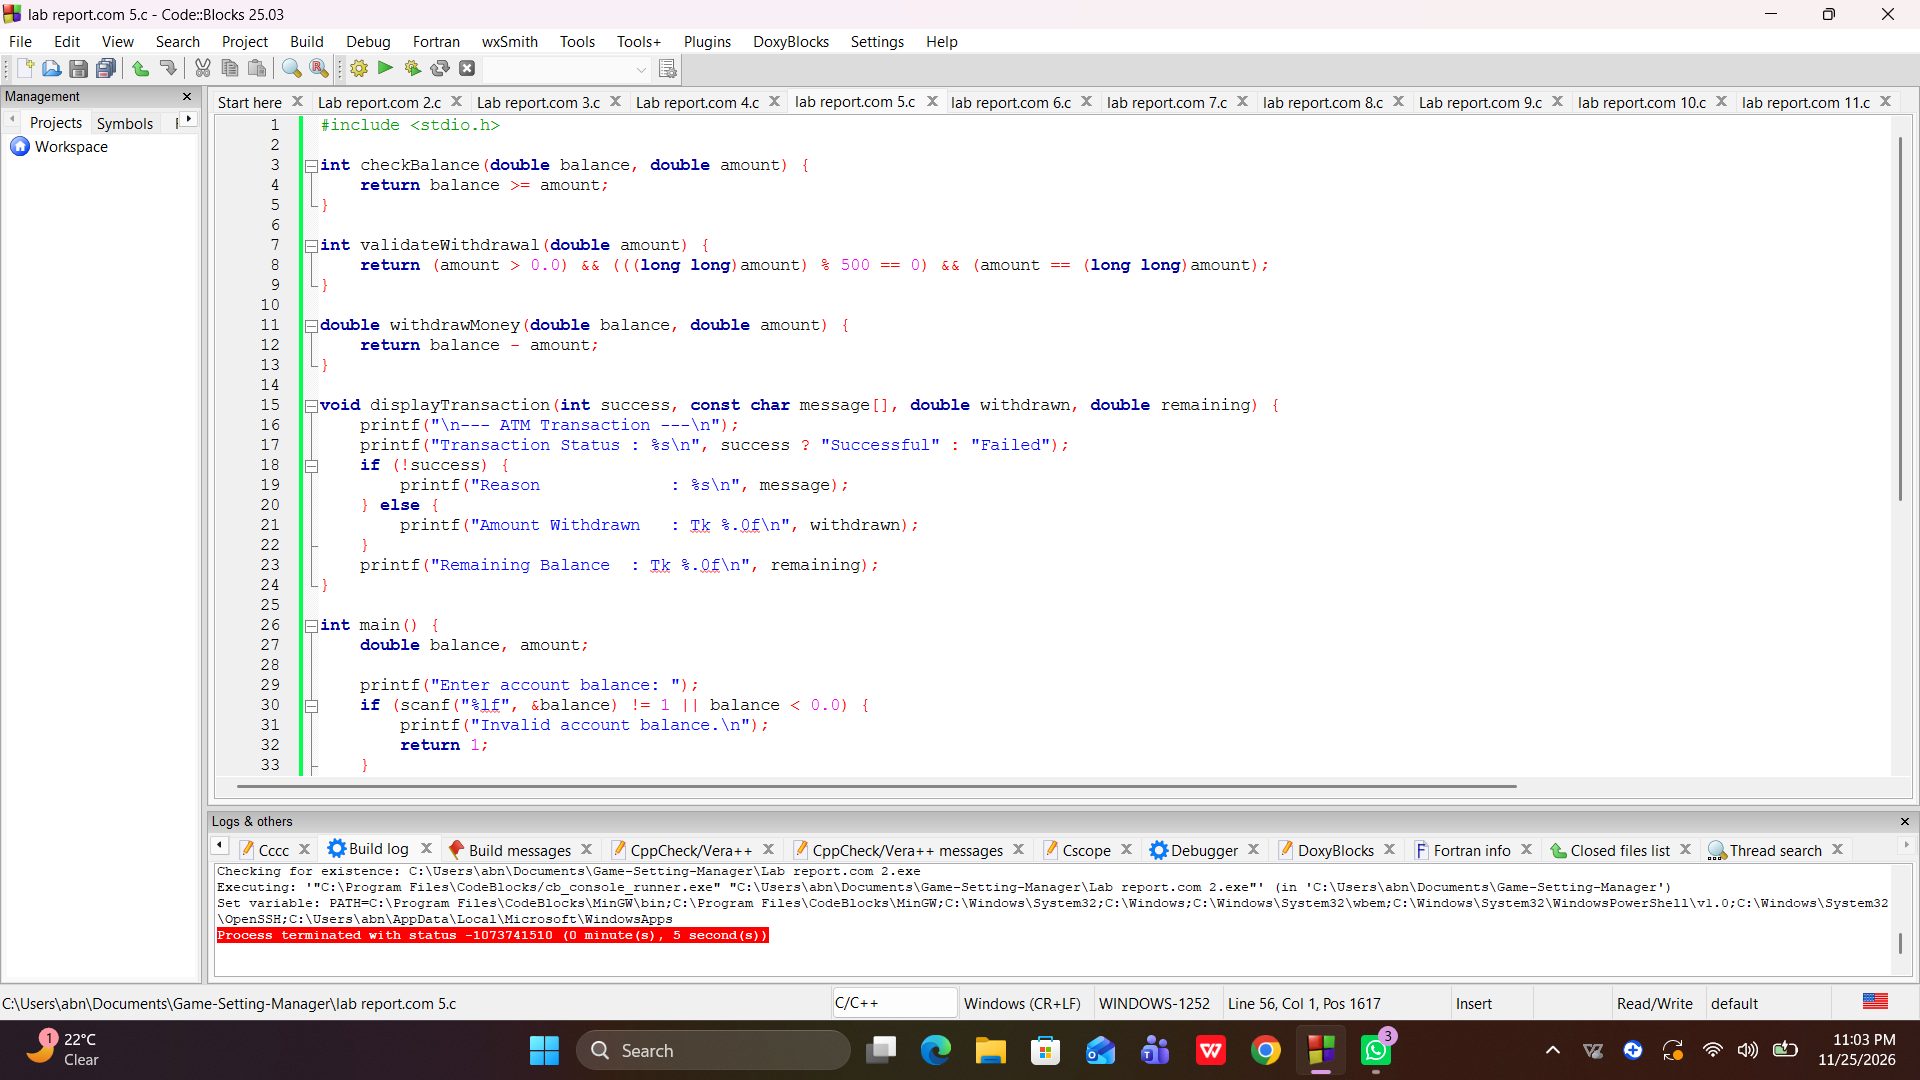 lab report.com 5.c - Code::Blocks 25.03
File Edit View Search Project Build Debug Fortran wxSmith Tools Tools+ Plugins DoxyBlocks Settings Help
Management
Projects Symbols
Workspace
Start here Lab report.com 2.c Lab report.com 3.c Lab report.com 4.c lab report.com 5.c lab report.com 6.c lab report.com 7.c lab report.com 8.c Lab report.com 9.c lab report.com 10.c lab report.com 11.c
1 #include <stdio.h>
2
3 int checkBalance(double balance, double amount) {
4     return balance >= amount;
5 }
6
7 int validateWithdrawal(double amount) {
8     return (amount > 0.0) && (((long long)amount) % 500 == 0) && (amount == (long long)amount);
9 }
10
11 double withdrawMoney(double balance, double amount) {
12     return balance - amount;
13 }
14
15 void displayTransaction(int success, const char message[], double withdrawn, double remaining) {
16     printf("\n--- ATM Transaction ---\n");
17     printf("Transaction Status : %s\n", success ? "Successful" : "Failed");
18     if (!success) {
19         printf("Reason             : %s\n", message);
20     } else {
21         printf("Amount Withdrawn   : Tk %.0f\n", withdrawn);
22     }
23     printf("Remaining Balance  : Tk %.0f\n", remaining);
24 }
25
26 int main() {
27     double balance, amount;
28
29     printf("Enter account balance: ");
30     if (scanf("%lf", &balance) != 1 || balance < 0.0) {
31         printf("Invalid account balance.\n");
32         return 1;
33     }
Logs & others
Cccc Build log Build messages CppCheck/Vera++ CppCheck/Vera++ messages Cscope Debugger DoxyBlocks Fortran info Closed files list Thread search
Checking for existence: C:\Users\abn\Documents\Game-Setting-Manager\Lab report.com 2.exe
Executing: '"C:\Program Files\CodeBlocks/cb_console_runner.exe" "C:\Users\abn\Documents\Game-Setting-Manager\Lab report.com 2.exe"' (in 'C:\Users\abn\Documents\Game-Setting-Manager')
Set variable: PATH=C:\Program Files\CodeBlocks\MinGW\bin;C:\Program Files\CodeBlocks\MinGW;C:\Windows\System32;C:\Windows;C:\Windows\System32\wbem;C:\Windows\System32\WindowsPowerShell\v1.0;C:\Windows\System32
\OpenSSH;C:\Users\abn\AppData\Local\Microsoft\WindowsApps
Process terminated with status -1073741510 (0 minute(s), 5 second(s))
C:\Users\abn\Documents\Game-Setting-Manager\lab report.com 5.c C/C++ Windows (CR+LF) WINDOWS-1252 Line 56, Col 1, Pos 1617 Insert Read/Write default
1 22°C
Clear
Search
3
11:03 PM
11/25/2026